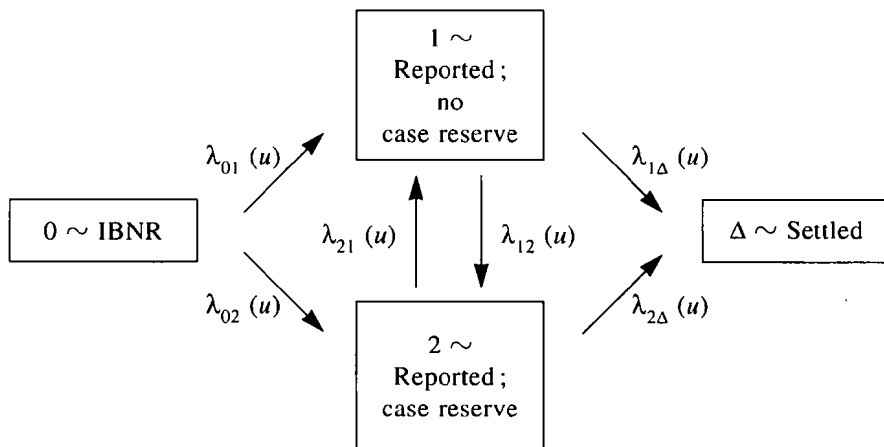 1 ∼
Reported ;
no
case reserve
λ₀₁ (u)
λ₁Δ (u)
0 ∼ IBNR
λ₂₁ (u)
λ₁₂ (u)
Δ ∼ Settled
λ₀₂ (u)
λ₂Δ (u)
2 ∼
Reported ;
case reserve